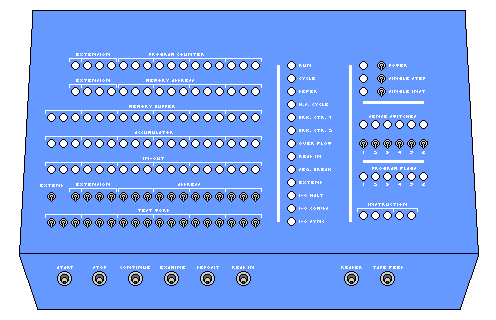 EXTENSION PROGRAM COUNTER
EXTENSION MEMORY ADDRESS
MEMORY BUFFER
ACCUMULATOR
IN-OUT
EXTEND EXTENSION ADDRESS
TEST WORD
RUN
CYCLE
DEFER
H.S. CYCLE
BRK. CTR. 1
BRK. CTR. 2
OVERFLOW
READ IN
SEQ. BREAK
EXTEND
I-O HALT
I-O COM'DS
I-O SYNC
POWER
SINGLE STEP
SINGLE INST.
SENSE SWITCHES
1 2 3 4 5 6
PROGRAM FLAGS
1 2 3 4 5 6
INSTRUCTION
START STOP CONTINUE EXAMINE DEPOSIT READ IN READER TAPE FEED